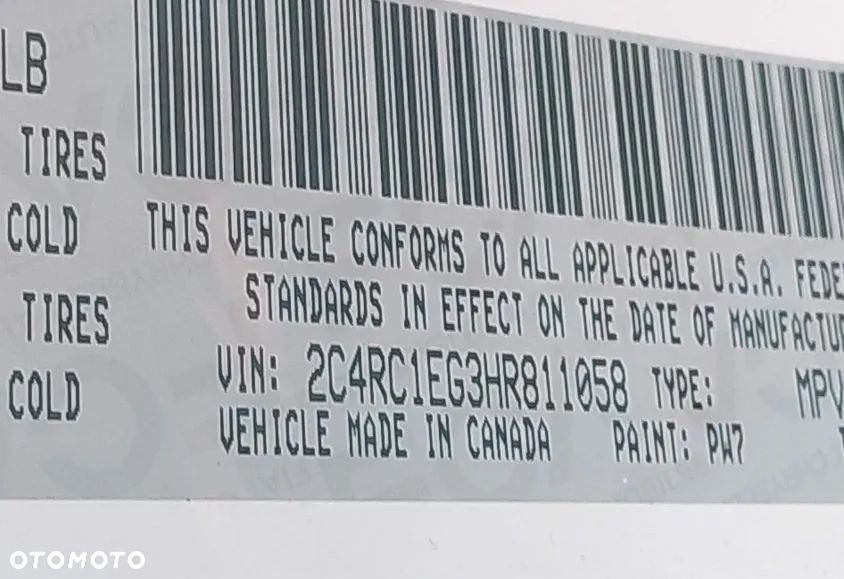 LB
TIRES
COLD
TIRES
COLD
THIS VEHICLE CONFORMS TO ALL APPLICABLE U.S.A. FEDE
STANDARDS IN EFFECT ON THE DATE OF MANUFACTU
VIN: 2C4RC1EG3HR811058 TYPE: MPV
VEHICLE MADE IN CANADA PAINT: PW7
OTOMOTO